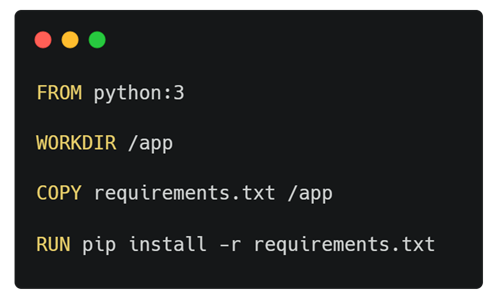 FROM python:3
WORKDIR /app
COPY requirements.txt /app
RUN pip install -r requirements.txt